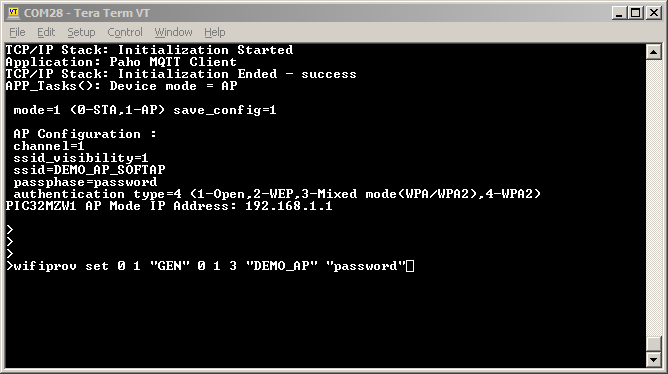 COM28 - Tera Term VT
File Edit Setup Control Window Help
TCP/IP Stack: Initialization Started
Application: Paho MQTT Client
TCP/IP Stack: Initialization Ended - success
APP_Tasks(): Device mode = AP
mode=1 (0-STA,1-AP) save_config=1
AP Configuration :
channel=1
ssid_visibility=1
ssid=DEMO_AP_SOFTAP
passphase=password
authentication type=4 (1-Open,2-WEP,3-Mixed mode(WPA/WPA2),4-WPA2)
PIC32MZW1 AP Mode IP Address: 192.168.1.1
>
>
>
>wifiprov set 0 1 "GEN" 0 1 3 "DEMO_AP" "password"